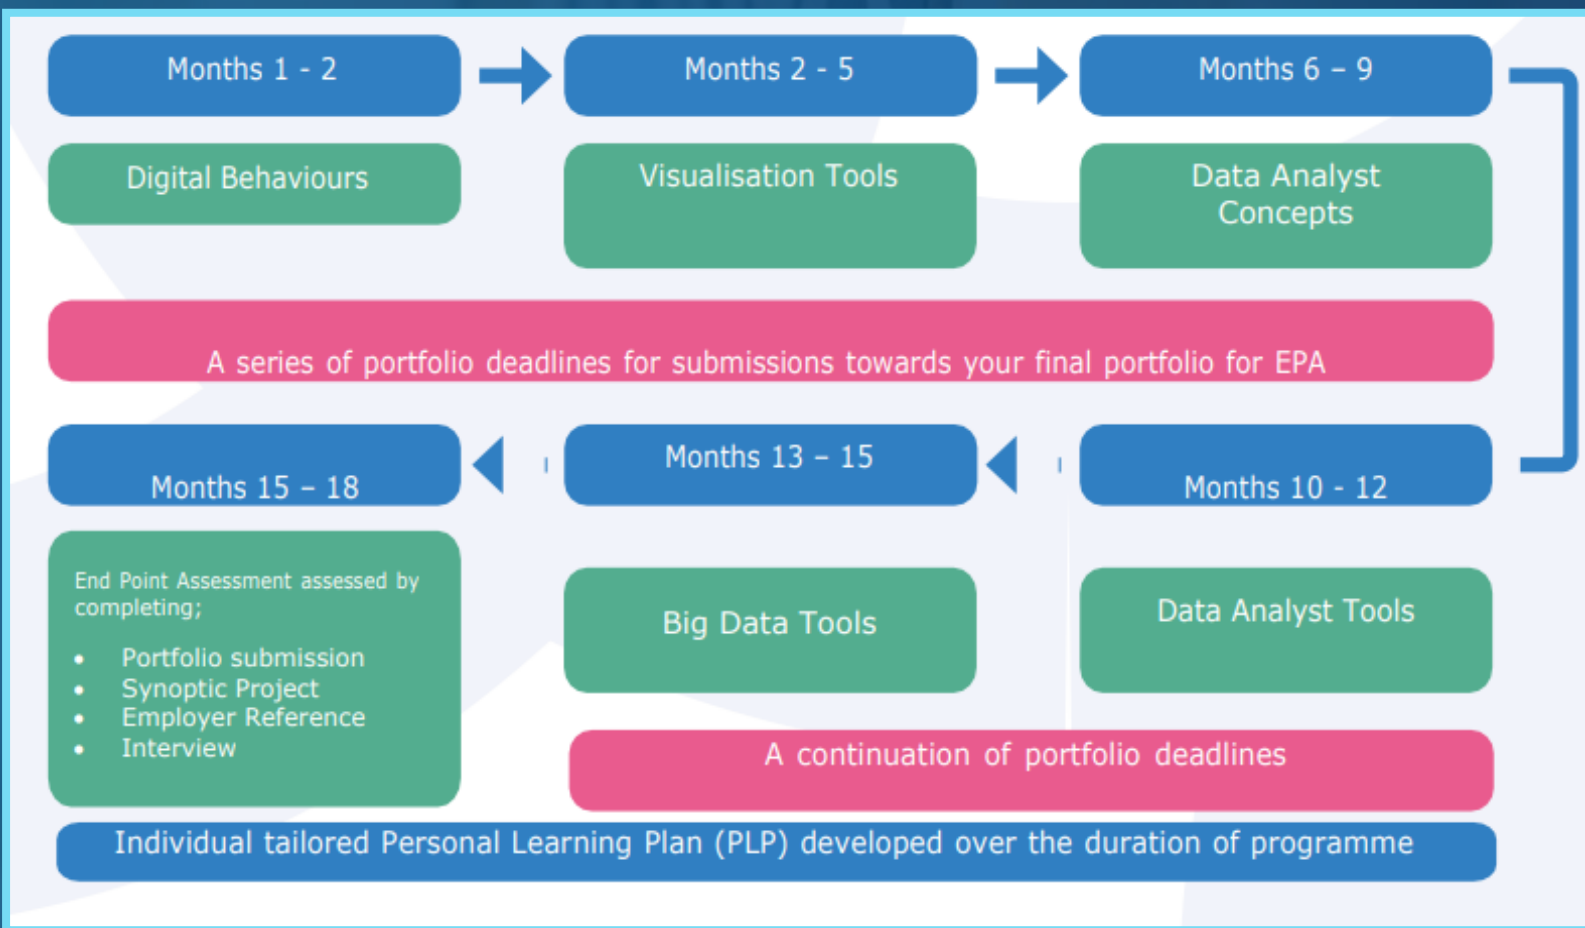 Months 1 - 2
Months 2 - 5
Months 6 – 9
Digital Behaviours
Visualisation Tools
Data Analyst
Concepts
A series of portfolio deadlines for submissions towards your final portfolio for EPA
Months 15 – 18
Months 13 – 15
Months 10 - 12
End Point Assessment assessed by
completing;
• Portfolio submission
• Synoptic Project
• Employer Reference
• Interview
Big Data Tools
Data Analyst Tools
A continuation of portfolio deadlines
Individual tailored Personal Learning Plan (PLP) developed over the duration of programme